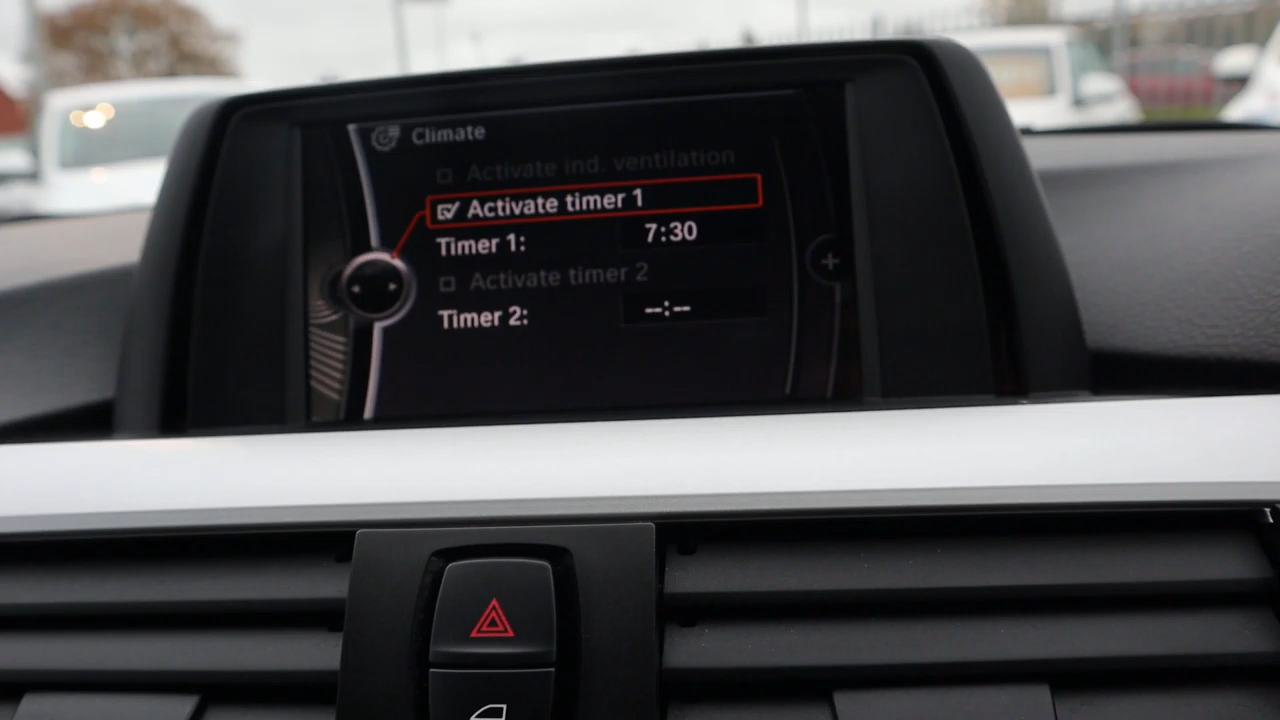 Climate
Activate ind. ventilation
Activate timer 1
Timer 1: 7:30
Activate timer 2
Timer 2: --:--